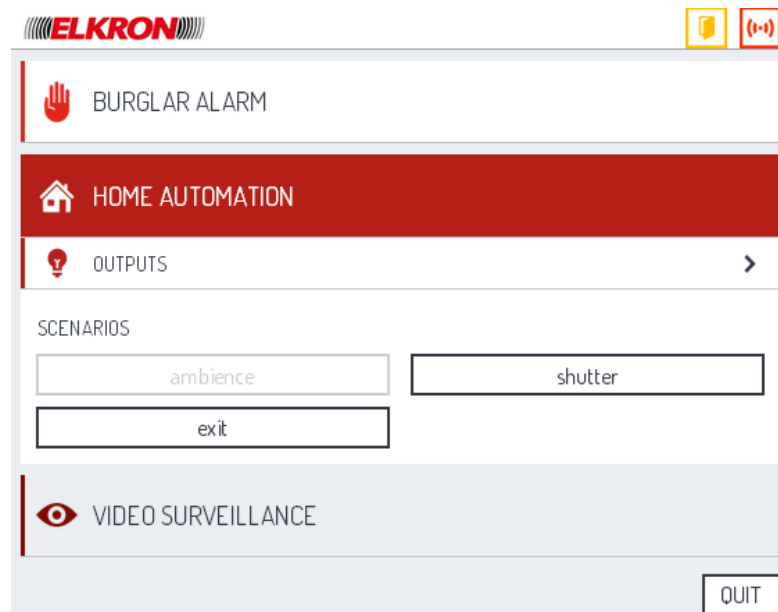 ELKRON
BURGLAR ALARM
HOME AUTOMATION
OUTPUTS
SCENARIOS
ambience
shutter
exit
VIDEO SURVEILLANCE
QUIT